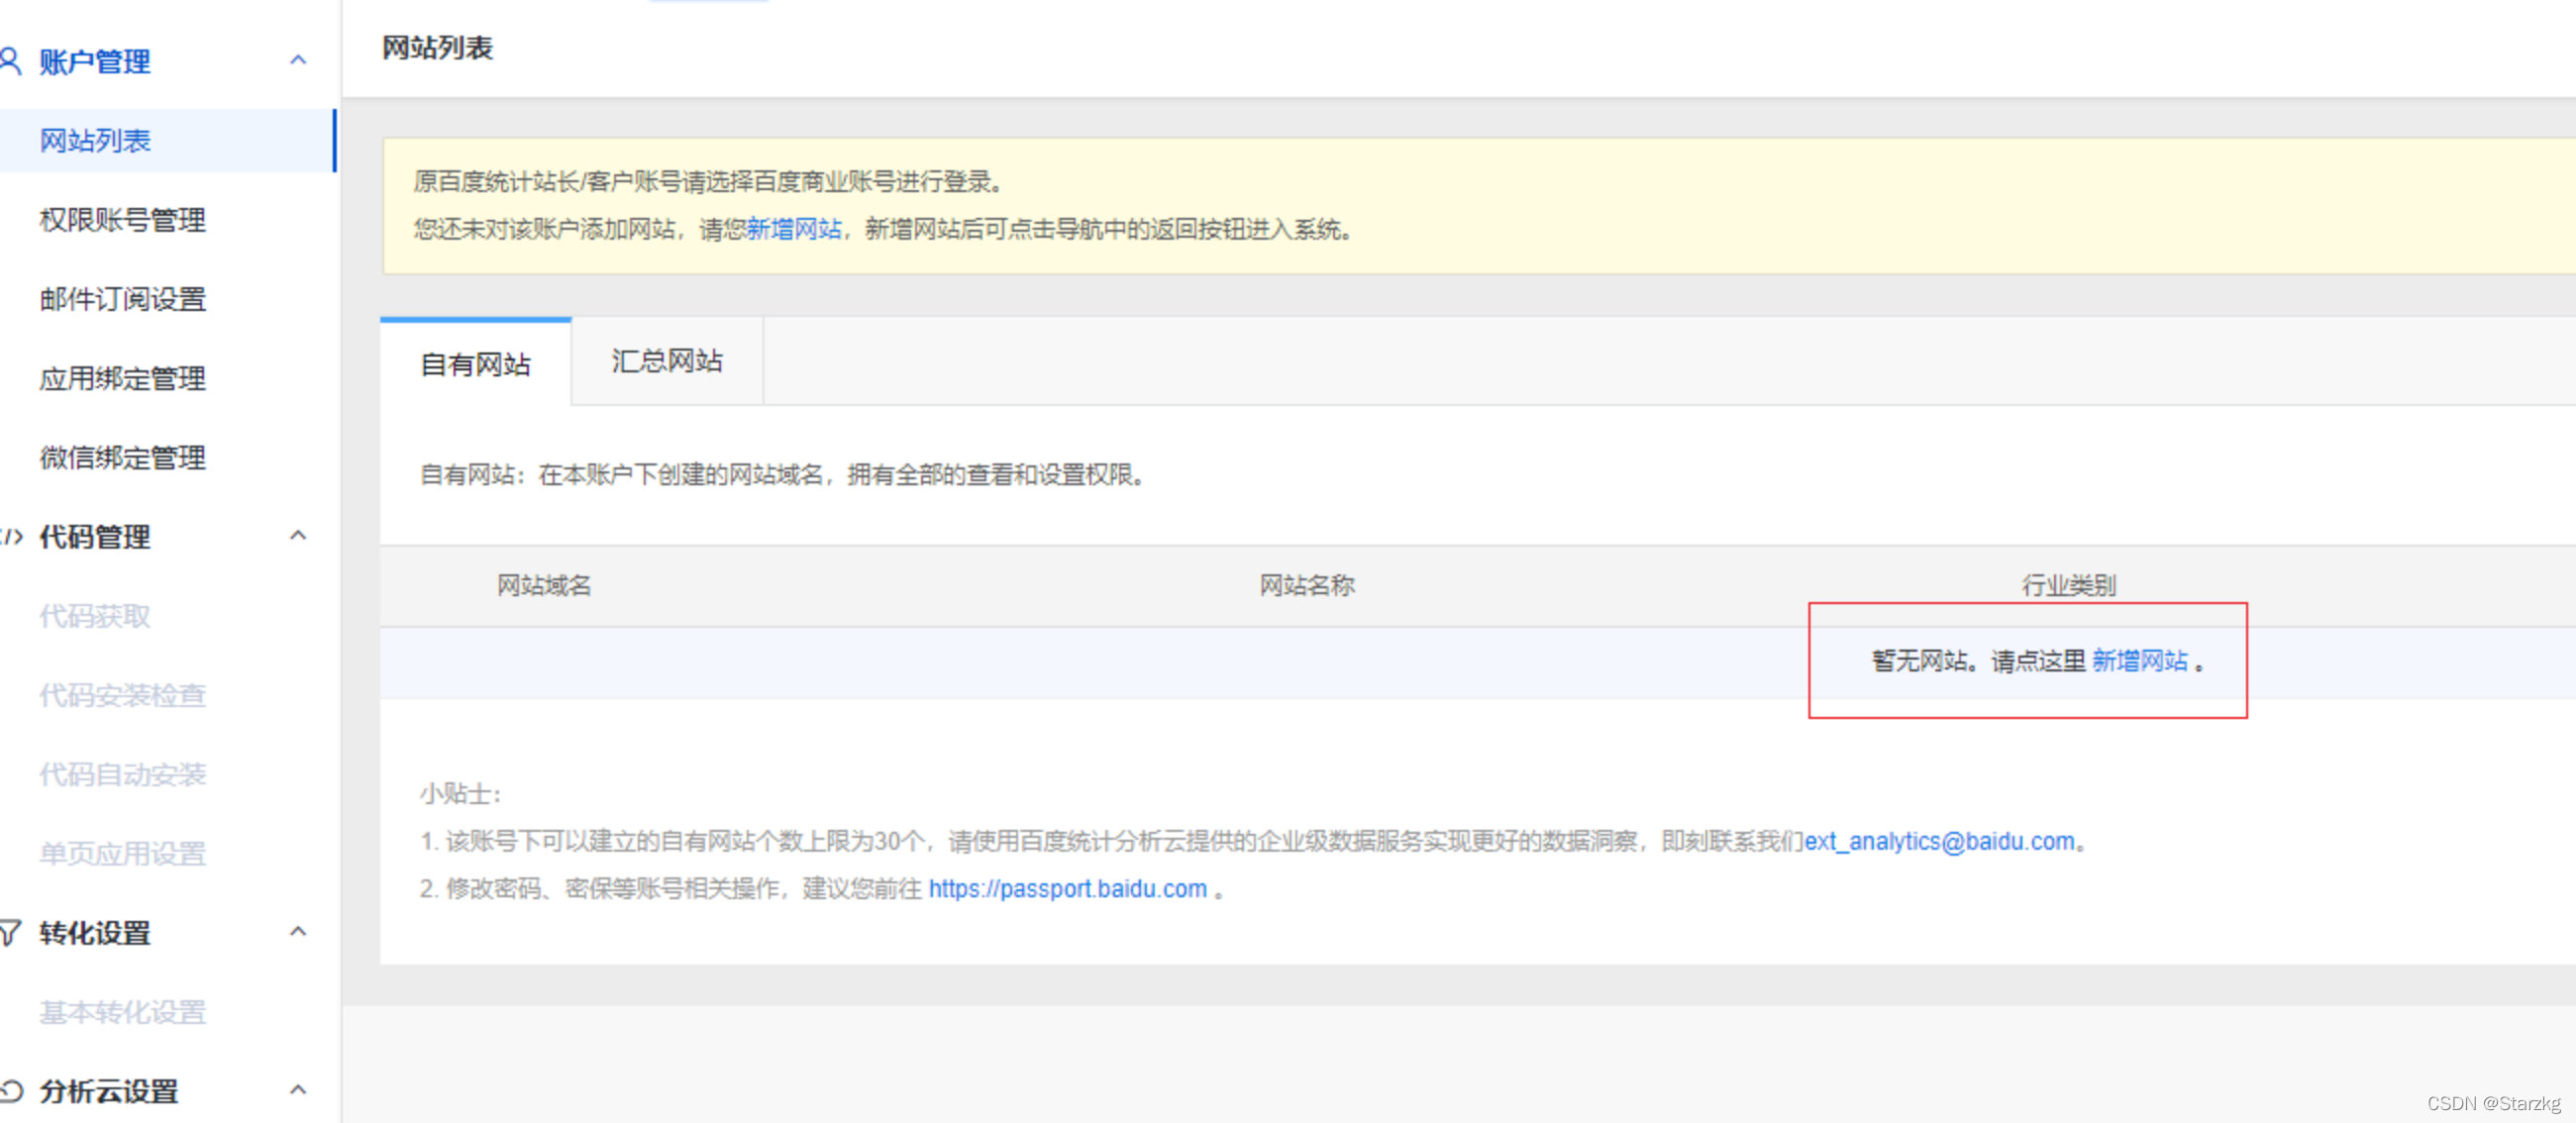 账户管理
网站列表
权限账号管理
邮件订阅设置
应用绑定管理
微信绑定管理
代码管理
代码获取
代码安装检查
代码自动安装
单页应用设置
转化设置
基本转化设置
分析云设置
网站列表
原百度统计站长/客户账号请选择百度商业账号进行登录。
您还未对该账户添加网站，请您新增网站，新增网站后可点击导航中的返回按钮进入系统。
自有网站 汇总网站
自有网站：在本账户下创建的网站域名，拥有全部的查看和设置权限。
网站域名 网站名称 行业类别
暂无网站。请点这里 新增网站 。
小贴士：
1. 该账号下可以建立的自有网站个数上限为30个，请使用百度统计分析云提供的企业级数据服务实现更好的数据洞察，即刻联系我们ext_analytics@baidu.com。
2. 修改密码、密保等账号相关操作，建议您前往 https://passport.baidu.com 。
CSDN @Starzkg